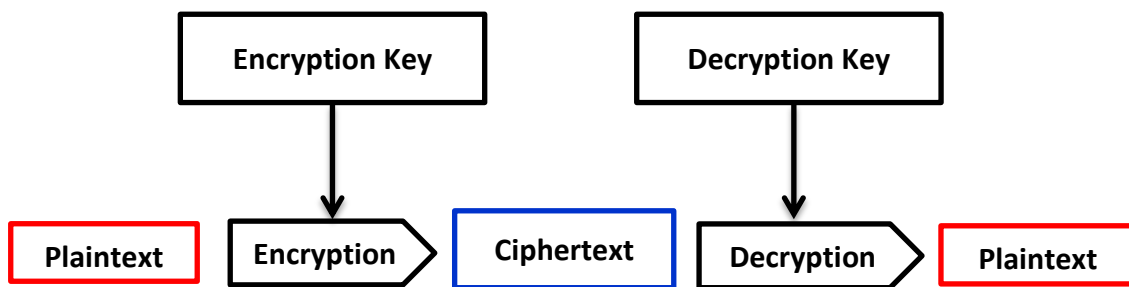 Encryption Key
Decryption Key
Plaintext
Encryption
Ciphertext
Decryption
Plaintext